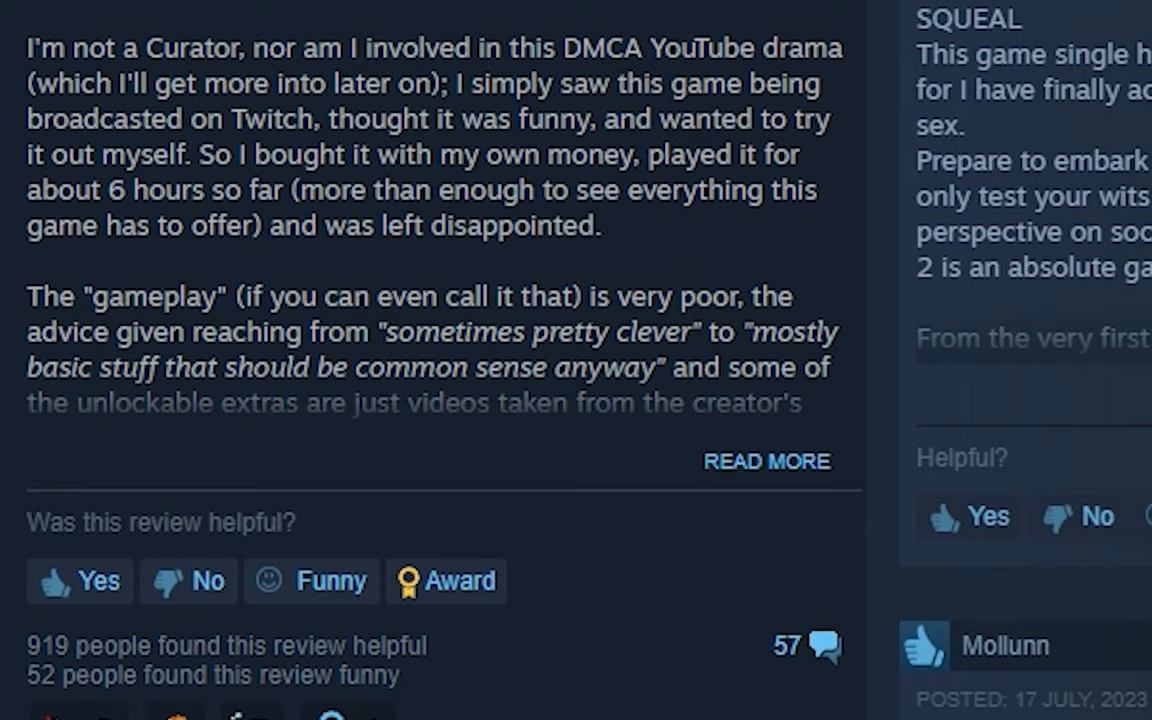 I'm not a Curator, nor am I involved in this DMCA YouTube drama
(which I'll get more into later on); I simply saw this game being
broadcasted on Twitch, thought it was funny, and wanted to try
it out myself. So I bought it with my own money, played it for
about 6 hours so far (more than enough to see everything this
game has to offer) and was left disappointed.
The "gameplay" (if you can even call it that) is very poor, the
advice given reaching from "sometimes pretty clever" to "mostly
basic stuff that should be common sense anyway" and some of
the unlockable extras are just videos taken from the creator's
READ MORE
Was this review helpful?
Yes No Funny Award
919 people found this review helpful
57
52 people found this review funny
SQUEAL
This game single h
for I have finally ac
sex.
Prepare to embark
only test your wits
perspective on soc
2 is an absolute ga
From the very first
Helpful?
Yes No
Mollunn
POSTED: 17 JULY, 2023